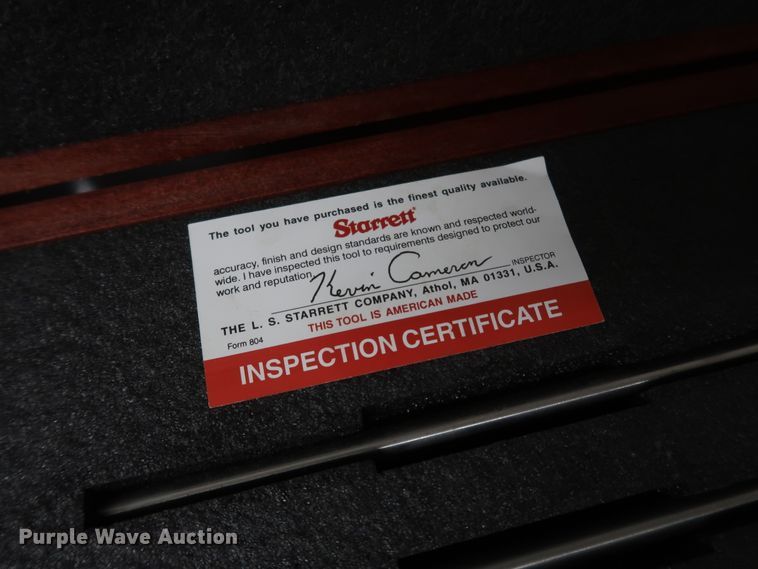 The tool you have purchased is the finest quality available.
Starrett
accuracy, finish and design standards are known and respected world-
wide. I have inspected this tool to requirements designed to protect our
work and reputation. Kevin Cameron INSPECTOR
THE L. S. STARRETT COMPANY, Athol, MA 01331, U.S.A.
THIS TOOL IS AMERICAN MADE
Form 804
INSPECTION CERTIFICATE
Purple Wave Auction